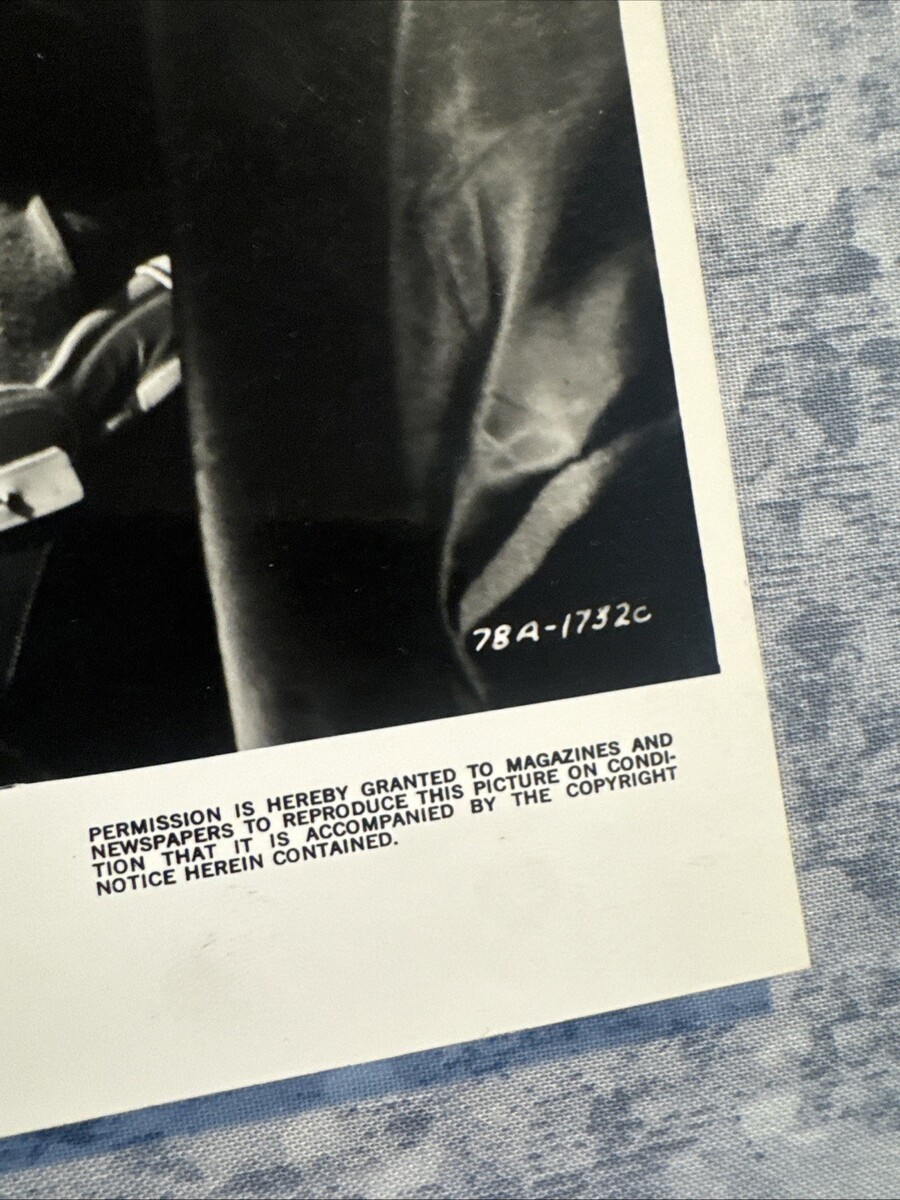 78A-1732c
PERMISSION IS HEREBY GRANTED TO MAGAZINES AND
NEWSPAPERS TO REPRODUCE THIS PICTURE ON CONDI-
TION THAT IT IS ACCOMPANIED BY THE COPYRIGHT
NOTICE HEREIN CONTAINED.